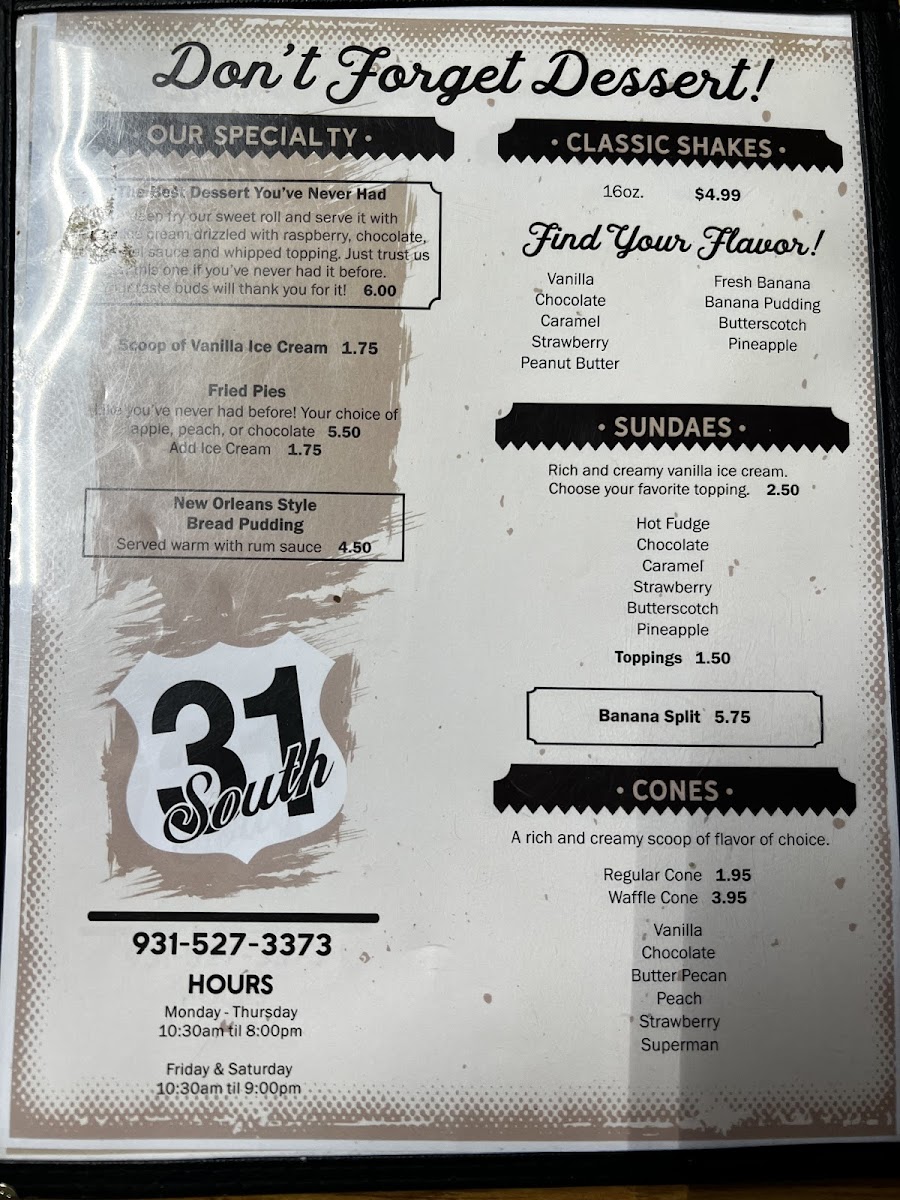 Don't Forget Dessert!
OUR SPECIALTY •
The Best Dessert You've Never Had
fry our sweet roll and serve it with
cream drizzled with raspberry, chocolate,
sauce and whipped topping. Just trust us
this one if you've never had it before.
taste buds will thank you for it! 6.00
Scoop of Vanilla Ice Cream 1.75
Fried Pies
Like you've never had before! Your choice of
apple, peach, or chocolate 5.50
Add Ice Cream 1.75
New Orleans Style
Bread Pudding
Served warm with rum sauce 4.50
31
South
931-527-3373
HOURS
Monday - Thursday
10:30am til 8:00pm
Friday & Saturday
10:30am til 9:00pm
• CLASSIC SHAKES •
16oz. $4.99
Find Your Flavor!
Vanilla
Chocolate
Caramel
Strawberry
Peanut Butter
Fresh Banana
Banana Pudding
Butterscotch
Pineapple
• SUNDAES •
Rich and creamy vanilla ice cream.
Choose your favorite topping. 2.50
Hot Fudge
Chocolate
Caramel
Strawberry
Butterscotch
Pineapple
Toppings 1.50
Banana Split 5.75
• CONES •
A rich and creamy scoop of flavor of choice.
Regular Cone 1.95
Waffle Cone 3.95
Vanilla
Chocolate
Butter Pecan
Peach
Strawberry
Superman